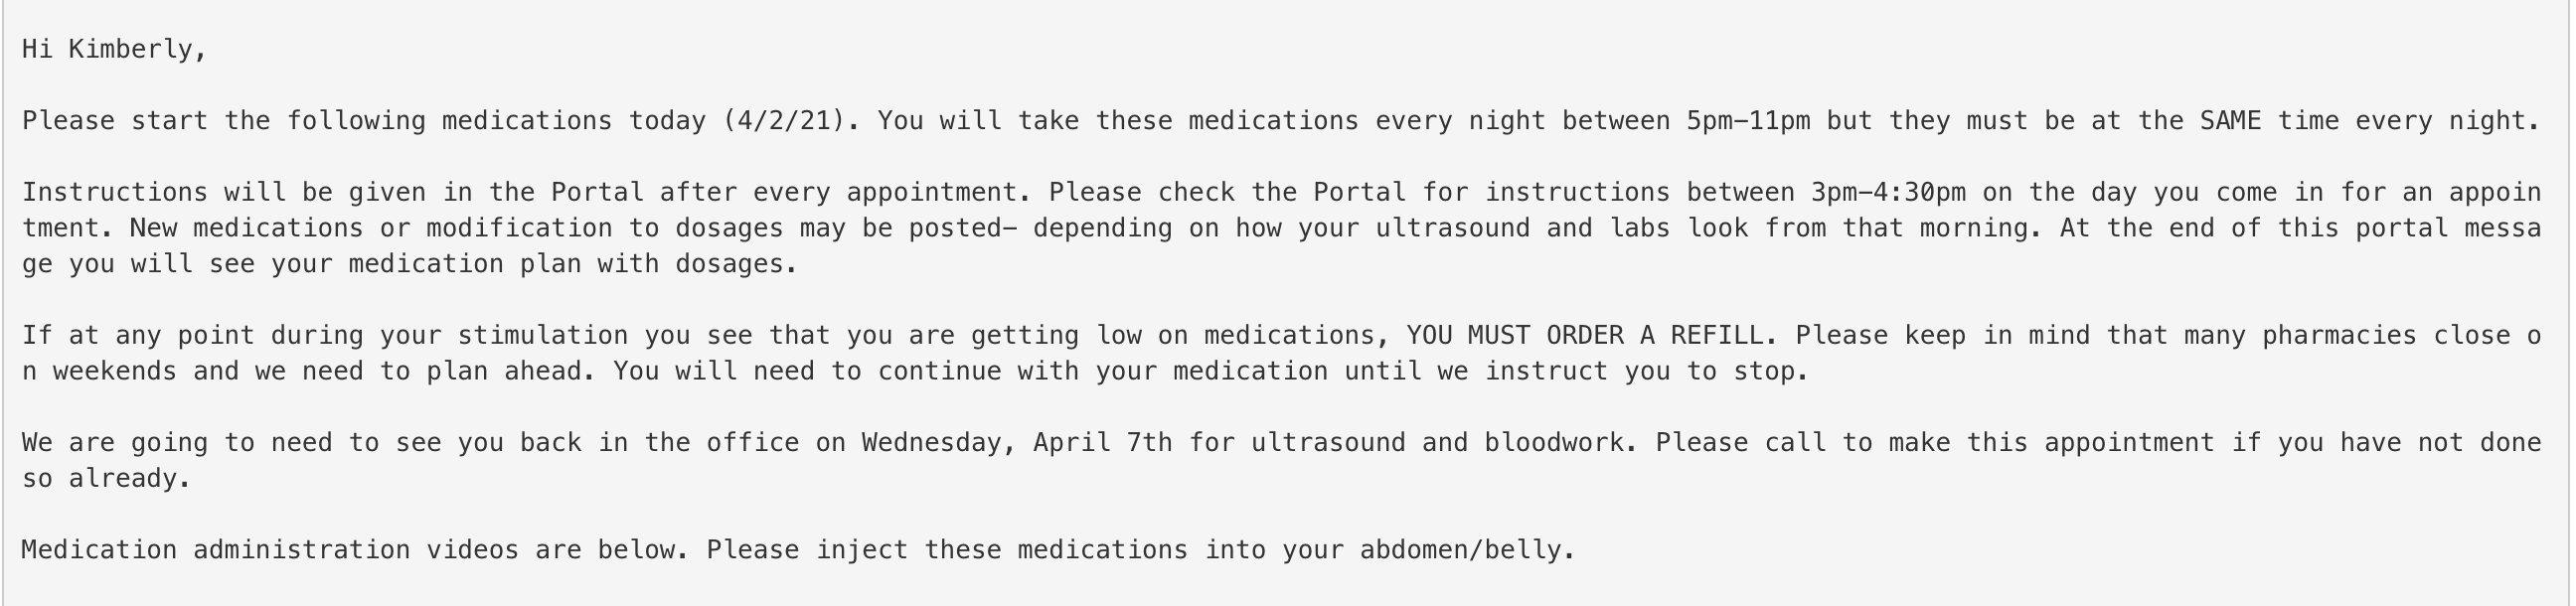 Hi Kimberly,
Please start the following medications today (4/2/21). You will take these medications every night between 5pm–11pm but they must be at the SAME time every night.
Instructions will be given in the Portal after every appointment. Please check the Portal for instructions between 3pm–4:30pm on the day you come in for an appoin
tment. New medications or modification to dosages may be posted– depending on how your ultrasound and labs look from that morning. At the end of this portal messa
ge you will see your medication plan with dosages.
If at any point during your stimulation you see that you are getting low on medications, YOU MUST ORDER A REFILL. Please keep in mind that many pharmacies close o
n weekends and we need to plan ahead. You will need to continue with your medication until we instruct you to stop.
We are going to need to see you back in the office on Wednesday, April 7th for ultrasound and bloodwork. Please call to make this appointment if you have not done
so already.
Medication administration videos are below. Please inject these medications into your abdomen/belly.